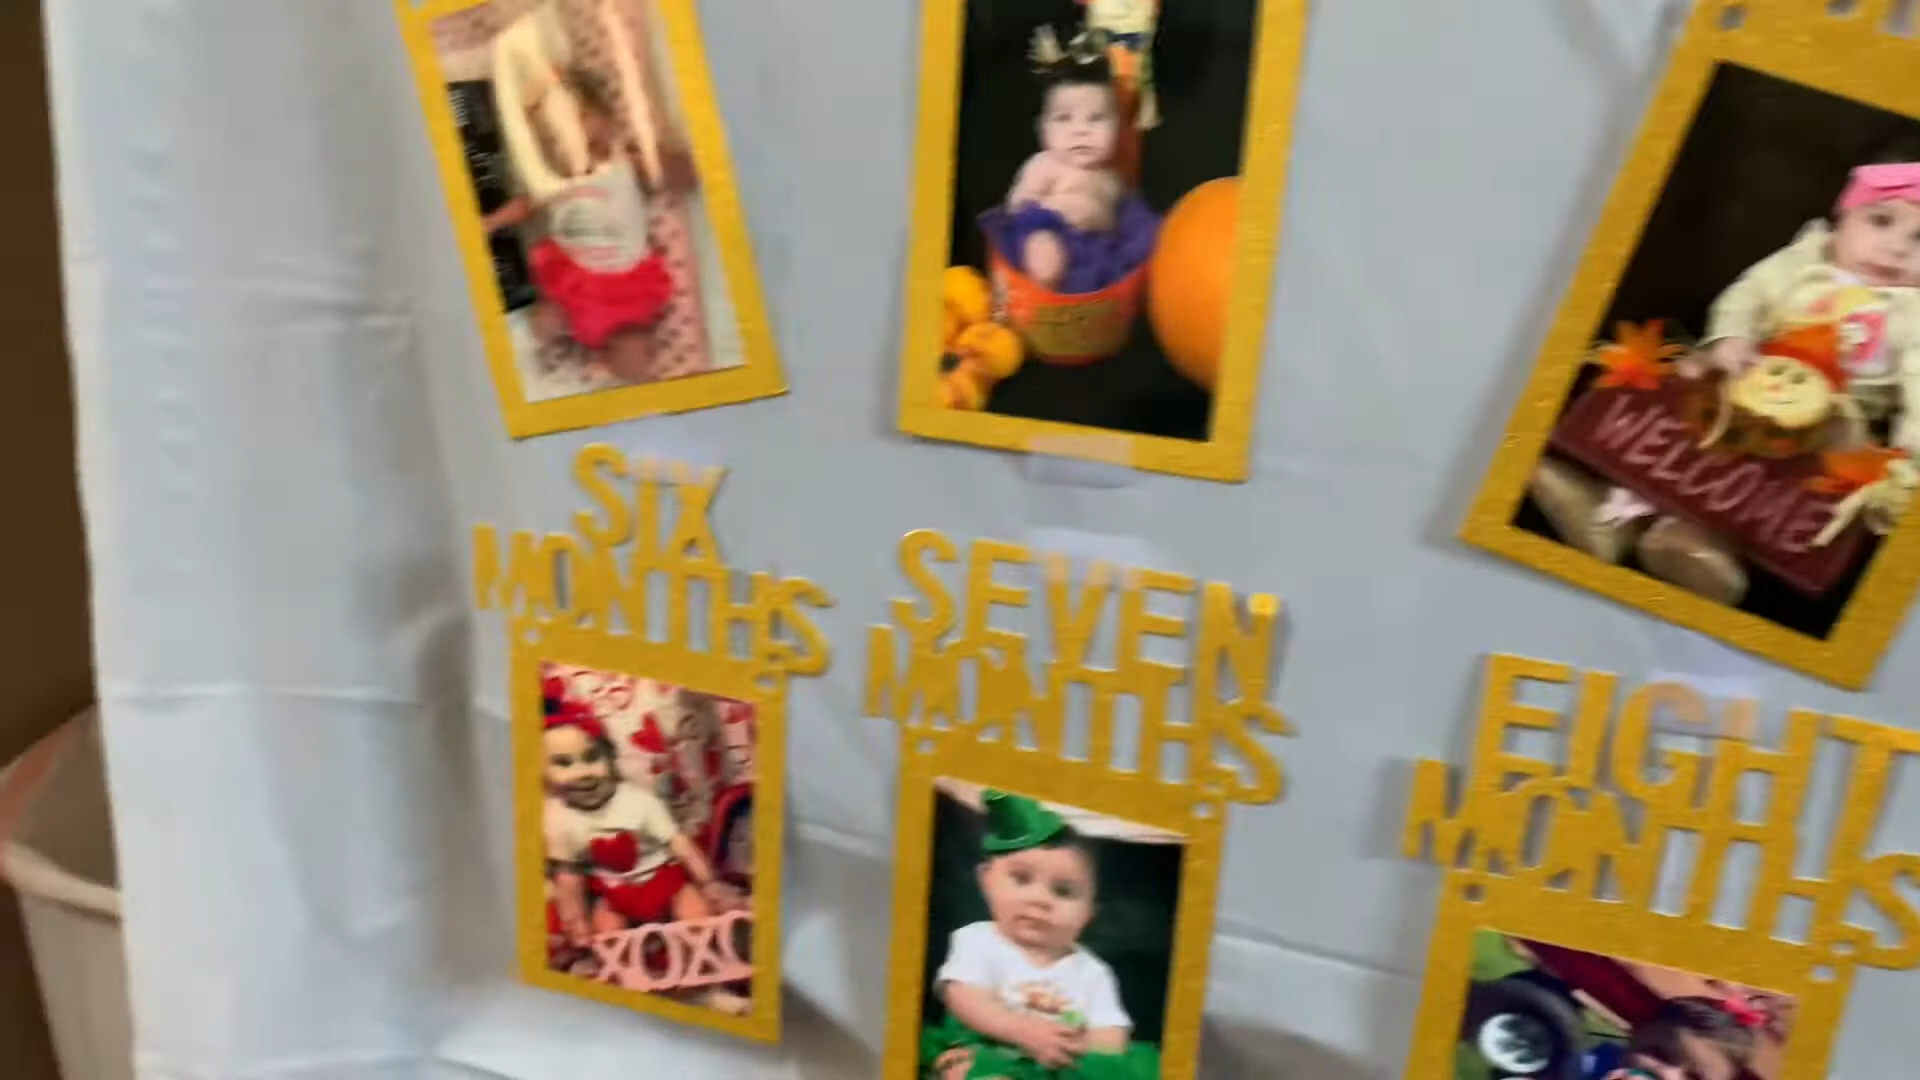 WELCOME
SIX
MONTHS
SEVEN
MONTHS
EIGHT
MONTHS
XOXO